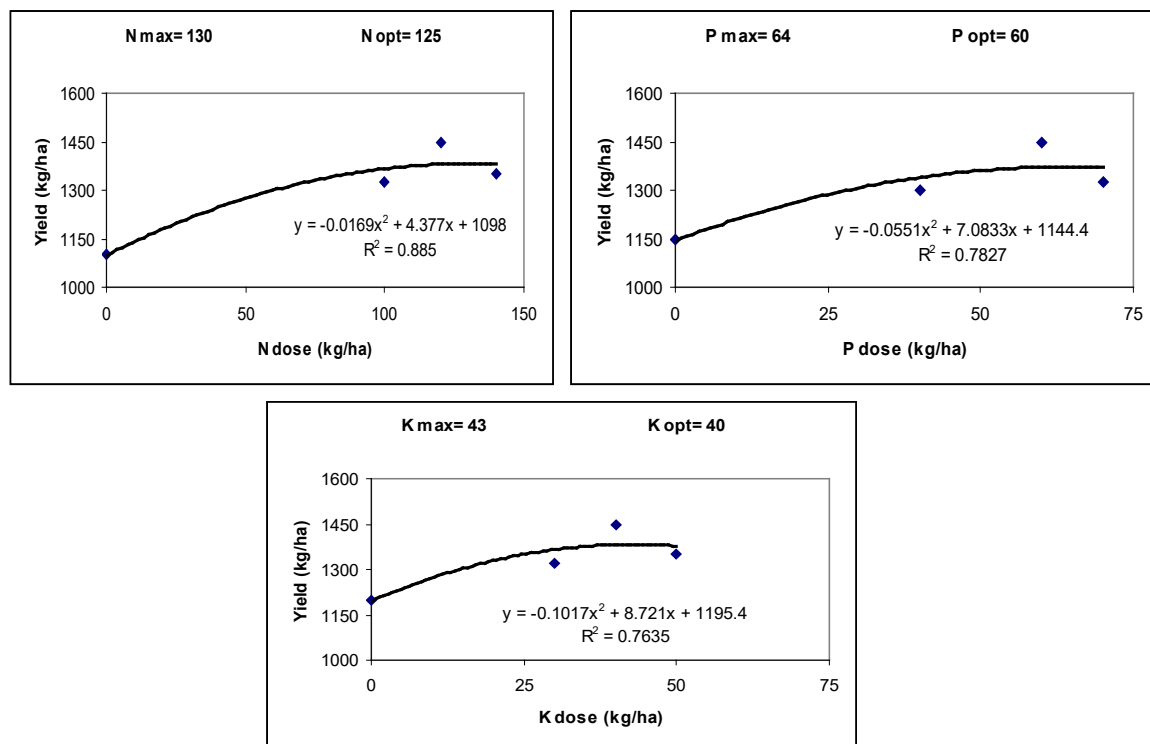 N max= 130 N opt= 125
1600
1450
1300
1150
1000
Yield (kg/ha)
y = -0.0169x² + 4.377x + 1098
R² = 0.885
0 50 100 150
N dose (kg/ha)
P max= 64 P opt= 60
1600
1450
1300
1150
1000
Yield (kg/ha)
y = -0.0551x² + 7.0833x + 1144.4
R² = 0.7827
0 25 50 75
P dose (kg/ha)
K max= 43 K opt= 40
1600
1450
1300
1150
1000
Yield (kg/ha)
y = -0.1017x² + 8.721x + 1195.4
R² = 0.7635
0 25 50 75
K dose (kg/ha)